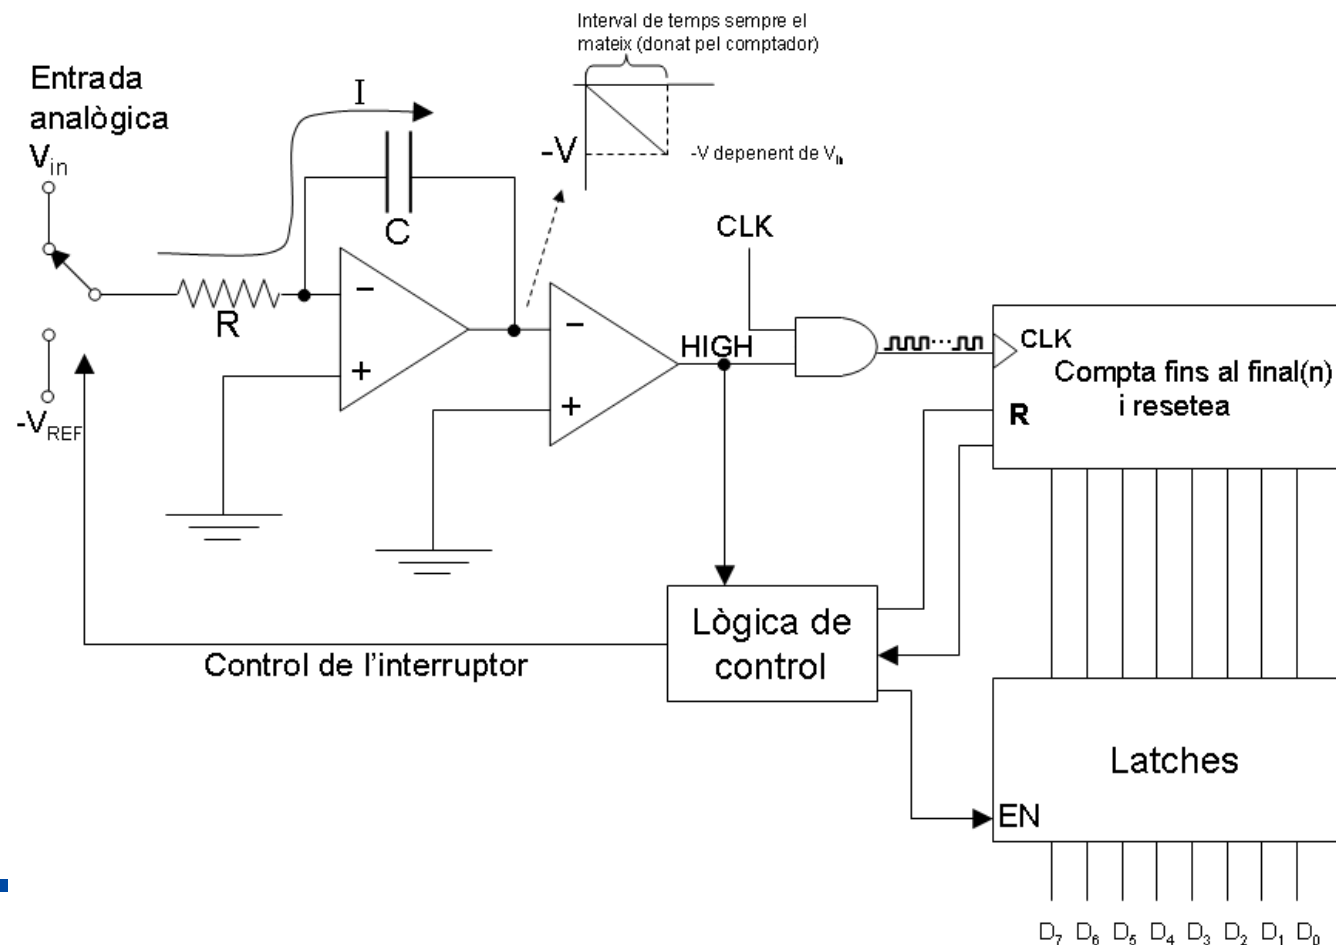 Interval de temps sempre el
mateix (donat pel comptador)
Entrada
analògica
V_in
I
-V
-V depenent de V_in
C
CLK
R
HIGH
-V_REF
CLK
Compta fins al final(n)
i resetea
R
Lògica de
control
Control de l'interruptor
Latches
EN
D_7 D_6 D_5 D_4 D_3 D_2 D_1 D_0